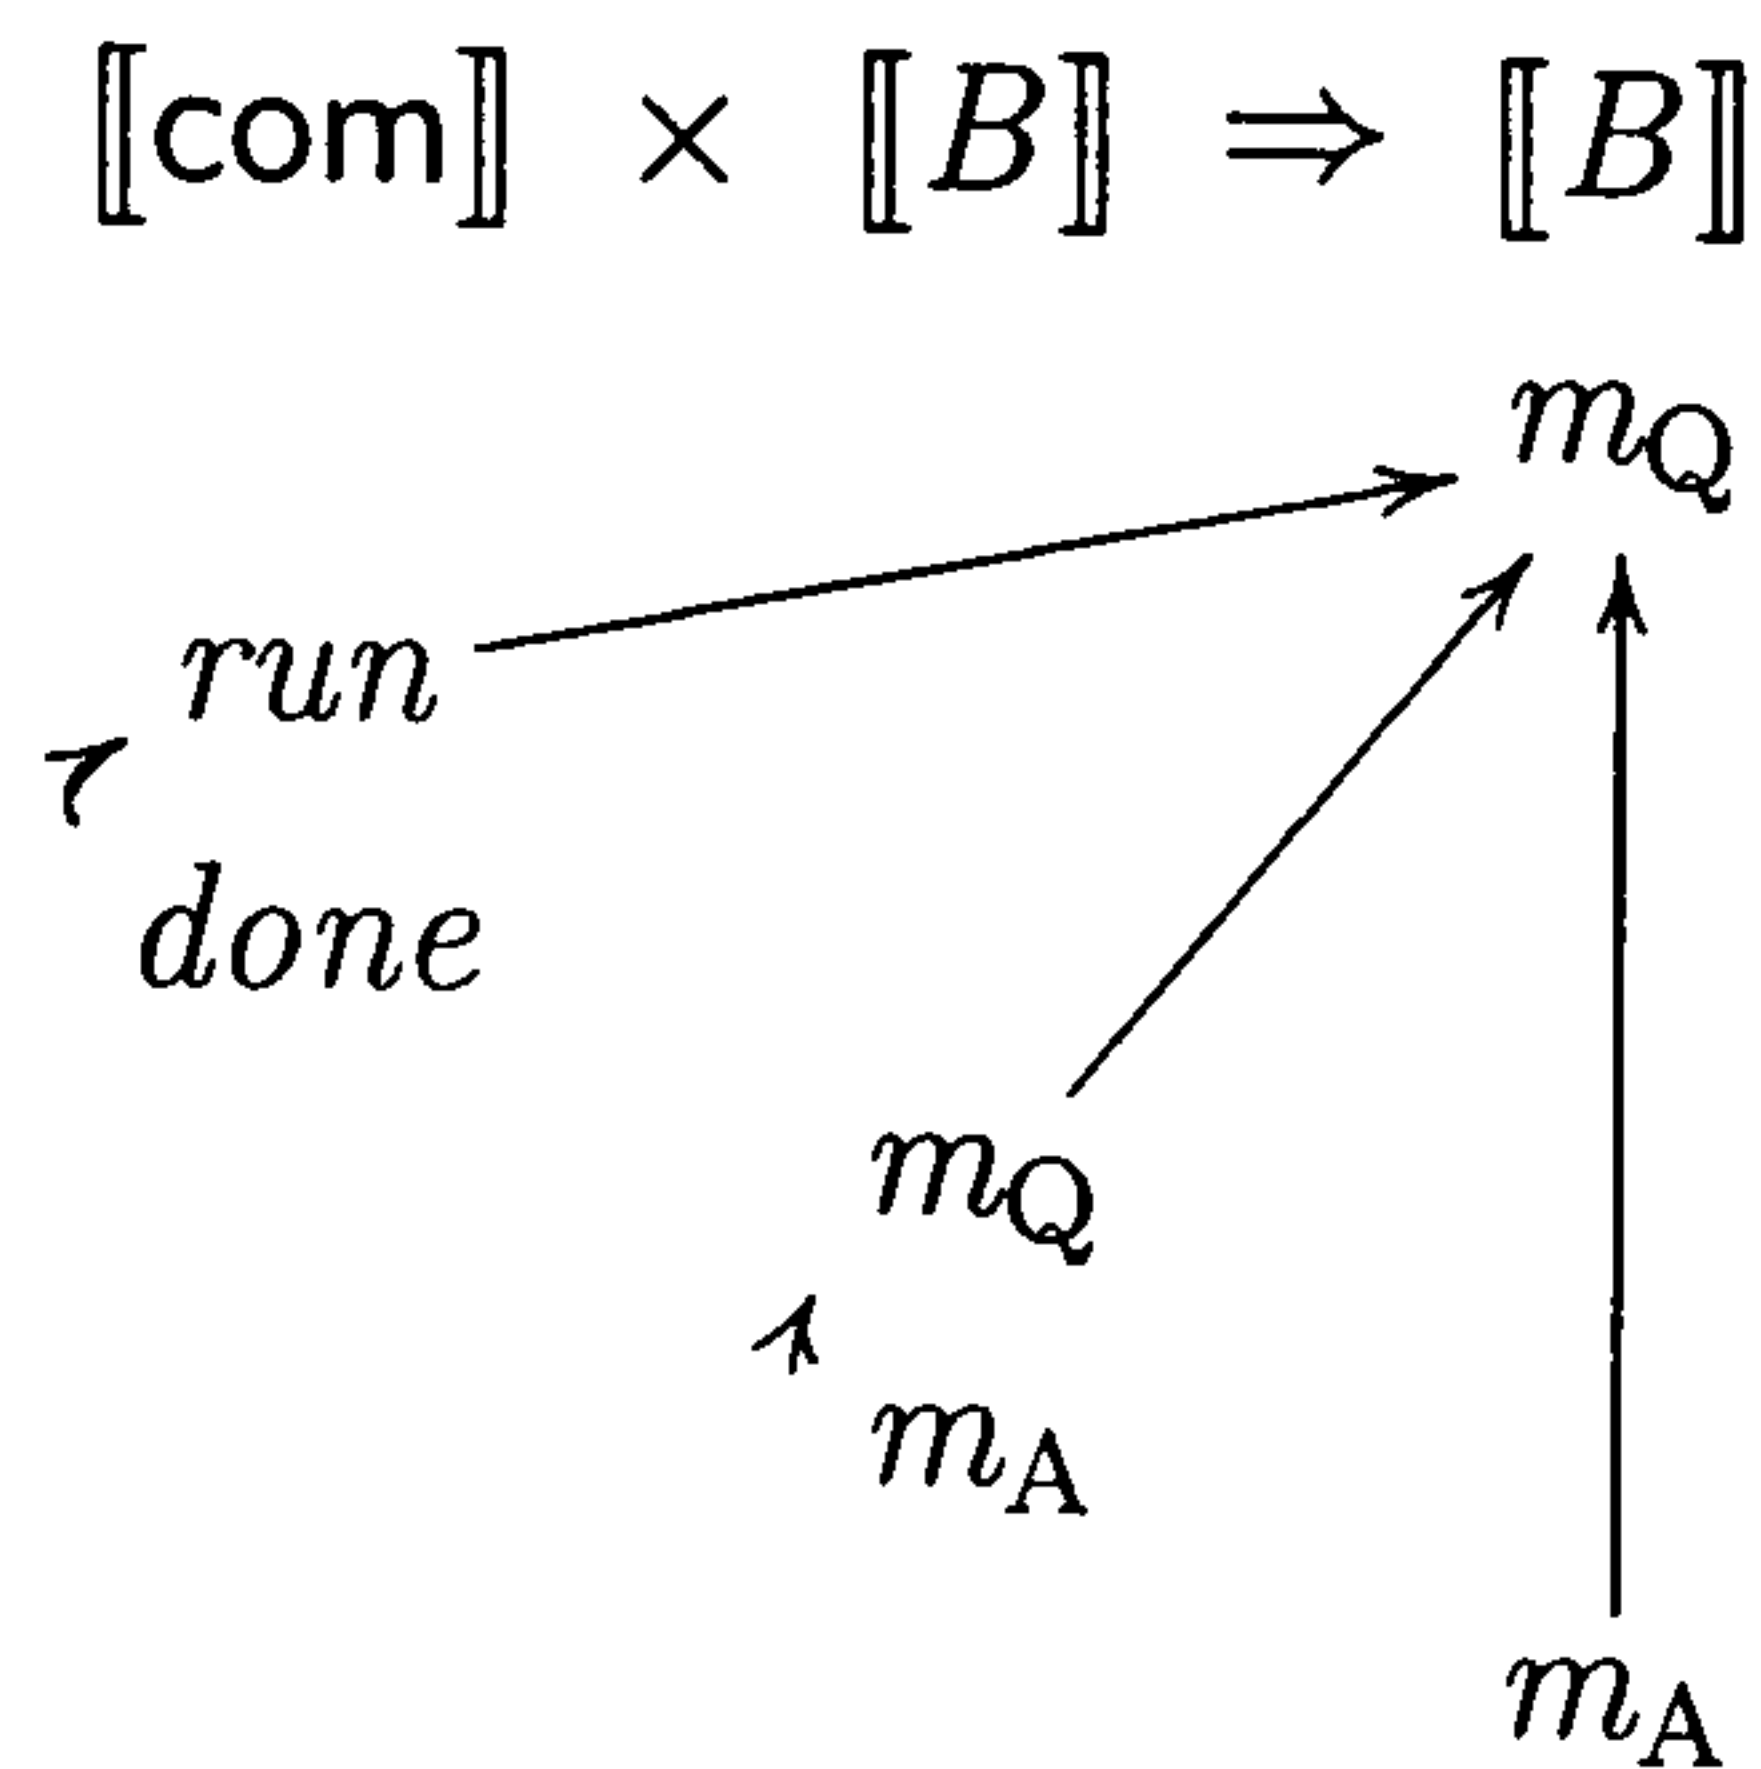 ⟦com⟧ × ⟦B⟧ ⇒ ⟦B⟧
m_Q
run
done
m_Q
m_A
m_A